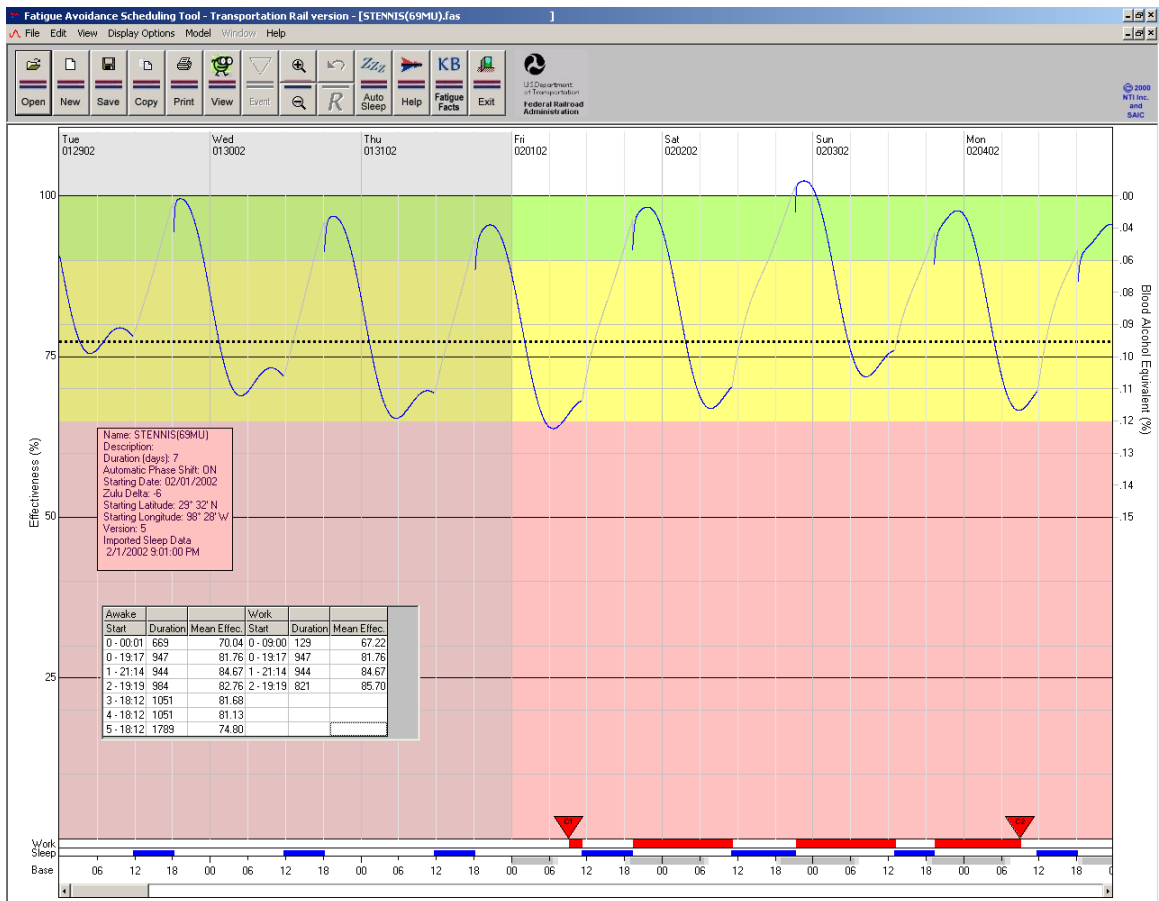 Fatigue Avoidance Scheduling Tool - Transportation Rail version - [STENNIS(69MU).fas ]
File Edit View Display Options Model Window Help
Open New Save Copy Print View Event R Zzz Auto Sleep Help KB Fatigue Facts Exit
U.S.Department
of Transportation
Federal Railroad
Administration
© 2000
NTI Inc.
and
SAIC
Tue Wed Thu Fri Sat Sun Mon
012902 013002 013102 020102 020202 020302 020402
100
75
50
25
Effectiveness (%)
.00
.04
.06
.08
.09
.10
.11
.12
.13
.14
.15
Blood Alcohol Equivalent (%)
Name: STENNIS(69MU)
Description:
Duration (days): 7
Automatic Phase Shift: ON
Starting Date: 02/01/2002
Zulu Delta: -6
Starting Latitude: 29° 32' N
Starting Longitude: 98° 28' W
Version: 5
Imported Sleep Data
2/1/2002 9:01:00 PM
Awake Work
Start Duration Mean Effec. Start Duration Mean Effec.
0 - 00:01 669 70.04 0 - 09:00 129 67.22
0 - 19:17 947 81.76 0 - 19:17 947 81.76
1 - 21:14 944 84.67 1 - 21:14 944 84.67
2 - 19:19 984 82.76 2 - 19:19 821 85.70
3 - 18:12 1051 81.68
4 - 18:12 1051 81.13
5 - 18:12 1789 74.80
C1 C2
Work
Sleep
Base 06 12 18 00 06 12 18 00 06 12 18 00 06 12 18 00 06 12 18 00 06 12 18 00 06 12 18 0